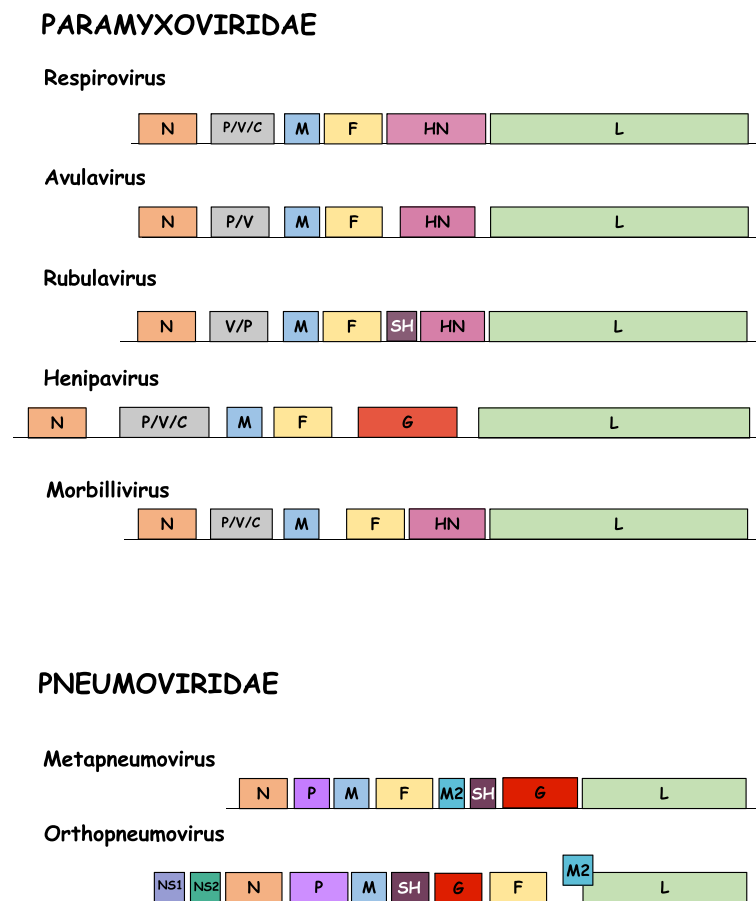 PARAMYXOVIRIDAE
Respirovirus
N P/V/C M F HN L
Avulavirus
N P/V M F HN L
Rubulavirus
N V/P M F SH HN L
Henipavirus
N P/V/C M F G L
Morbillivirus
N P/V/C M F HN L
PNEUMOVIRIDAE
Metapneumovirus
N P M F M2 SH G L
Orthopneumovirus
NS1 NS2 N P M SH G F M2 L